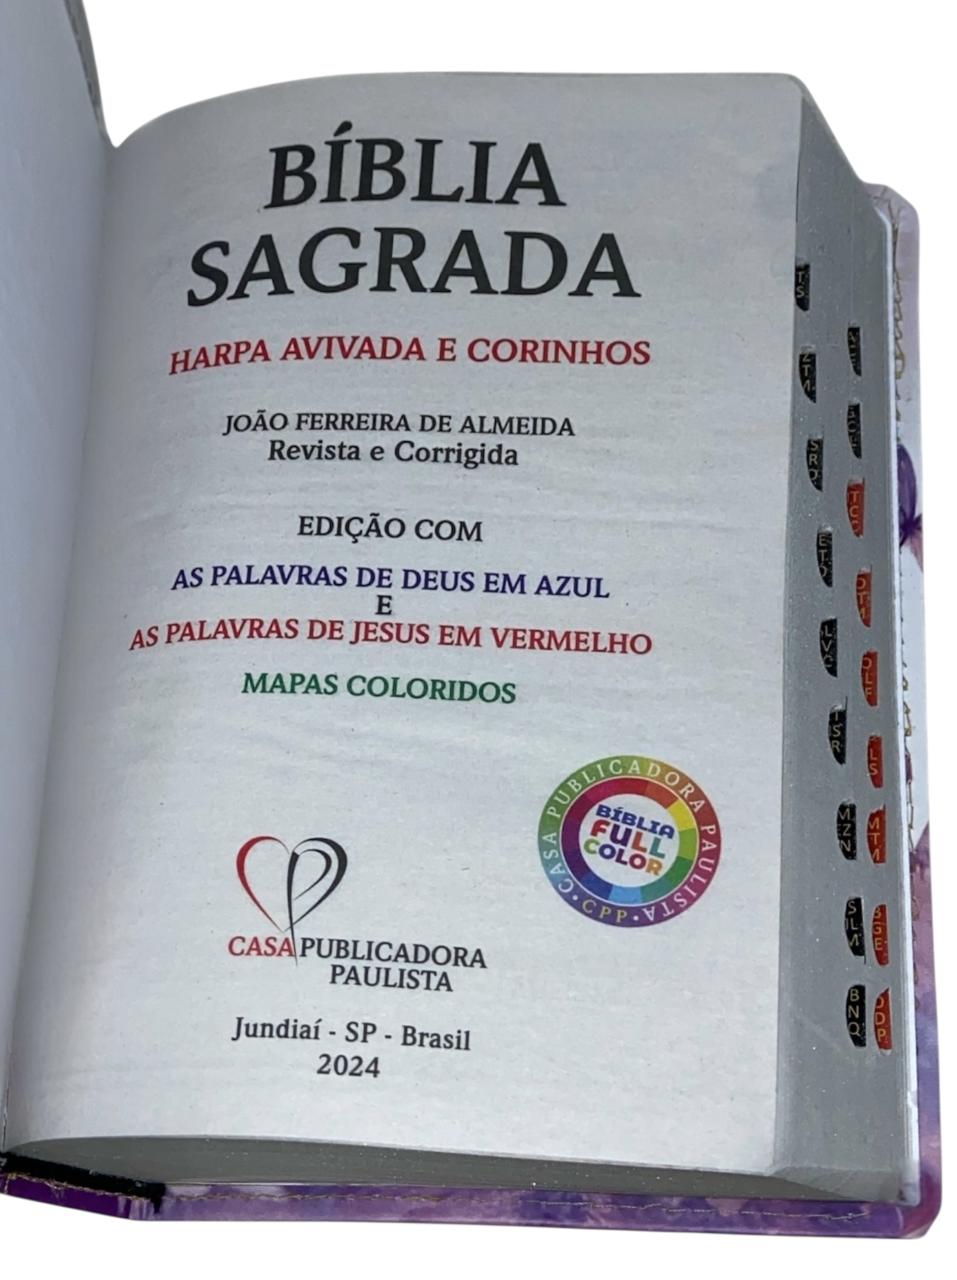 BÍBLIA
SAGRADA
HARPA AVIVADA E CORINHOS
JOÃO FERREIRA DE ALMEIDA
Revista e Corrigida
EDIÇÃO COM
AS PALAVRAS DE DEUS EM AZUL
E
AS PALAVRAS DE JESUS EM VERMELHO
MAPAS COLORIDOS
CASA PUBLICADORA PAULISTA
• CPP •
BÍBLIA
FULL
COLOR
CASA PUBLICADORA
PAULISTA
Jundiaí - SP - Brasil
2024